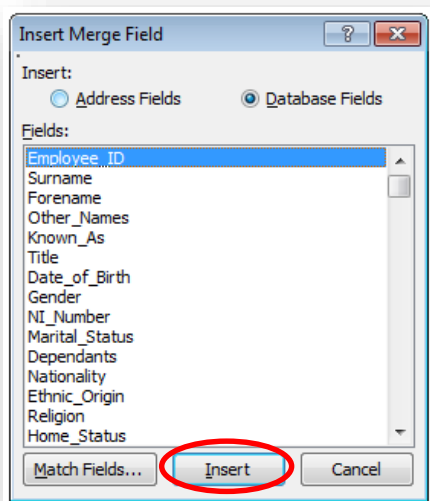 Insert Merge Field
Insert:
Address Fields Database Fields
Fields:
Employee_ID
Surname
Forename
Other_Names
Known_As
Title
Date_of_Birth
Gender
NI_Number
Marital_Status
Dependants
Nationality
Ethnic_Origin
Religion
Home_Status
Match Fields... Insert Cancel